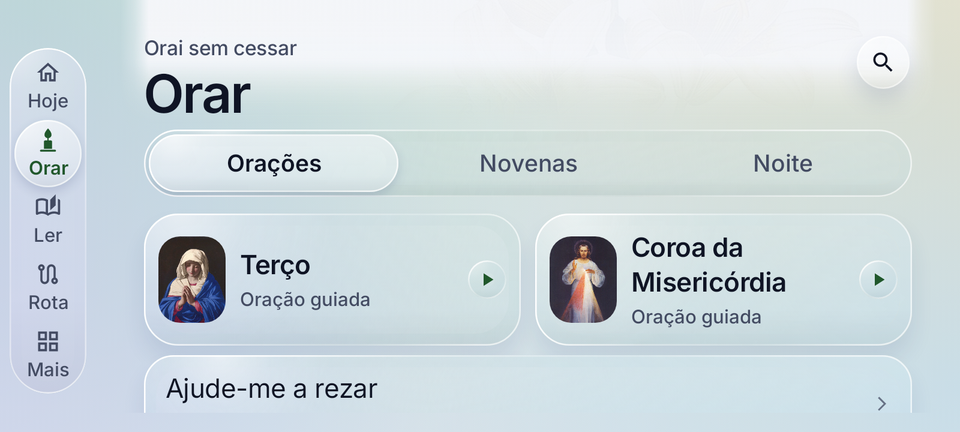 Orai sem cessar
Orar
Hoje
Orar
Ler
Rota
Mais
Orações
Novenas
Noite
Terço
Oração guiada
Coroa da
Misericórdia
Oração guiada
Ajude-me a rezar